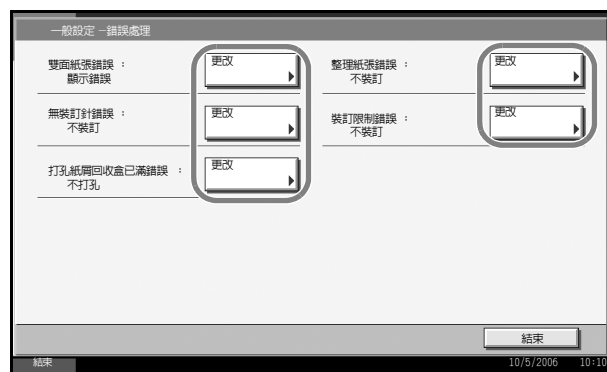 一般設定 – 錯誤處理
雙面紙張錯誤 :
顯示錯誤
更改
整理紙張錯誤 :
不裝訂
更改
無裝訂針錯誤 :
不裝訂
更改
裝訂限制錯誤 :
不裝訂
更改
打孔紙屑回收盒已滿錯誤 :
不打孔
更改
結束
結束
10/5/2006 10:10